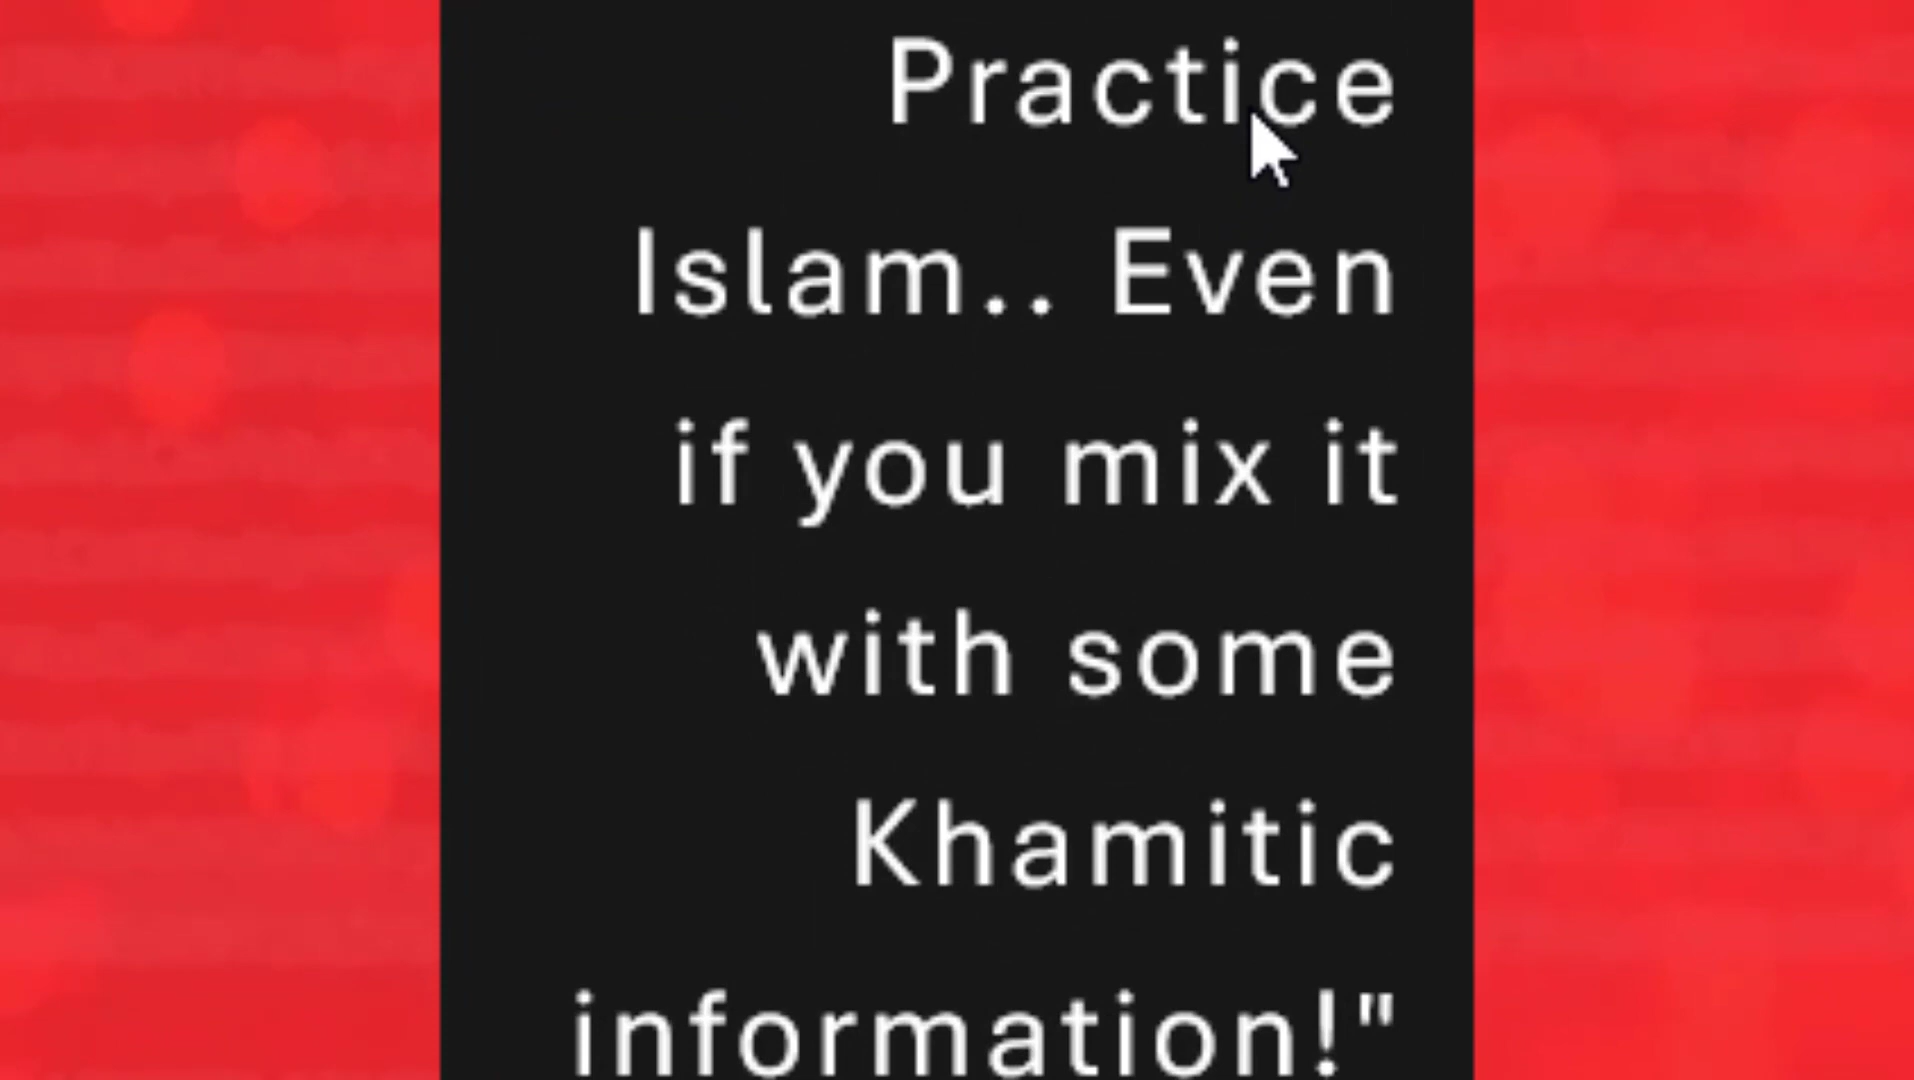 Practice
Islam.. Even
if you mix it
with some
Khamitic
information!"